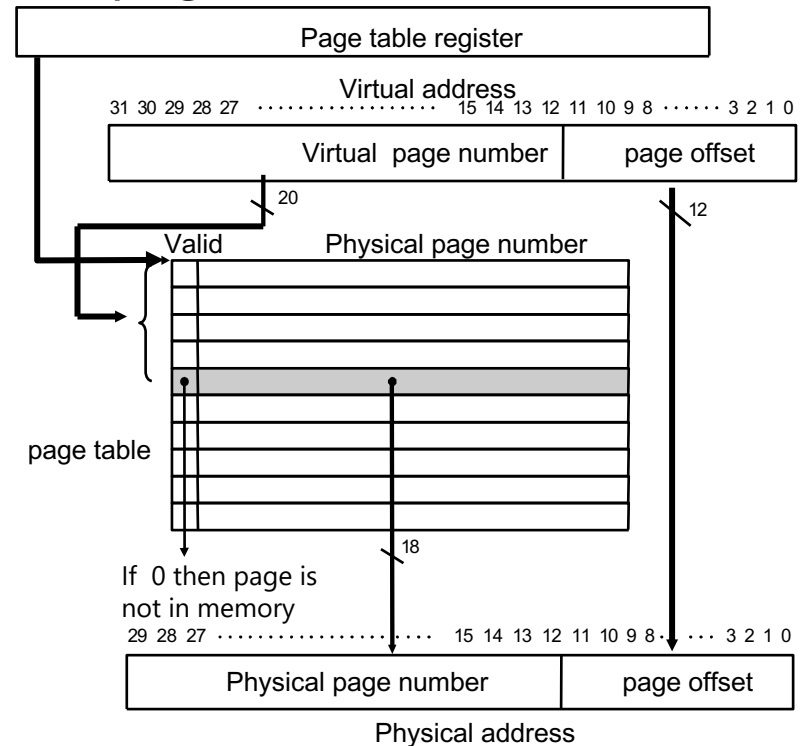 Page table register
Virtual address
31 30 29 28 27 ··················· 15 14 13 12 11 10 9 8 ······ 3 2 1 0
Virtual page number page offset
20
12
Valid Physical page number
page table
18
If 0 then page is
not in memory
29 28 27 ······················ 15 14 13 12 11 10 9 8 ····· 3 2 1 0
Physical page number page offset
Physical address